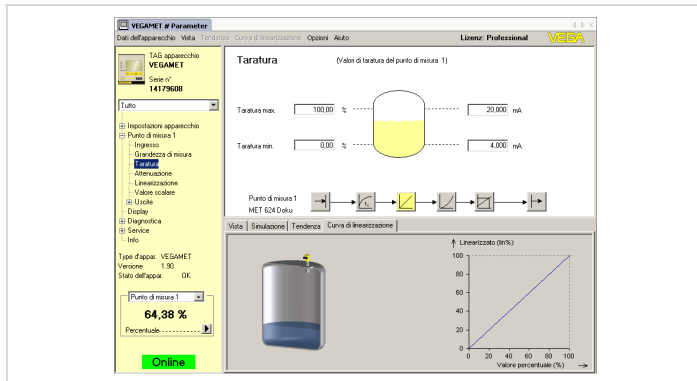 VEGAMET # Parameter
Dati dell'apparecchio Vista Tendenza Curva di linearizzazione Opzioni Aiuto Lizenz: Professional VEGA
TAG apparecchio
VEGAMET
Serie n°
14179608
Tutto
Impostazioni apparecchio
Punto di misura 1
Ingresso
Grandezza di misura
Taratura
Attenuazione
Linearizzazione
Valore scalare
Uscite
Display
Diagnostica
Service
Info
Type d'appar. VEGAMET
Versione 1.90
Stato dell'appar. OK
Punto di misura 1
64,38 %
Percentuale
Online
Taratura (Valori di taratura del punto di misura 1)
Taratura max. 100,00 % 20,000 mA
Taratura min. 0,00 % 4,000 mA
Punto di misura 1
MET 624 Doku
Vista Simulazione Tendenza Curva di linearizzazione
Linearizzato (lin%)
100
80
60
40
20
0
0 20 40 60 80 100
Valore percentuale (%)